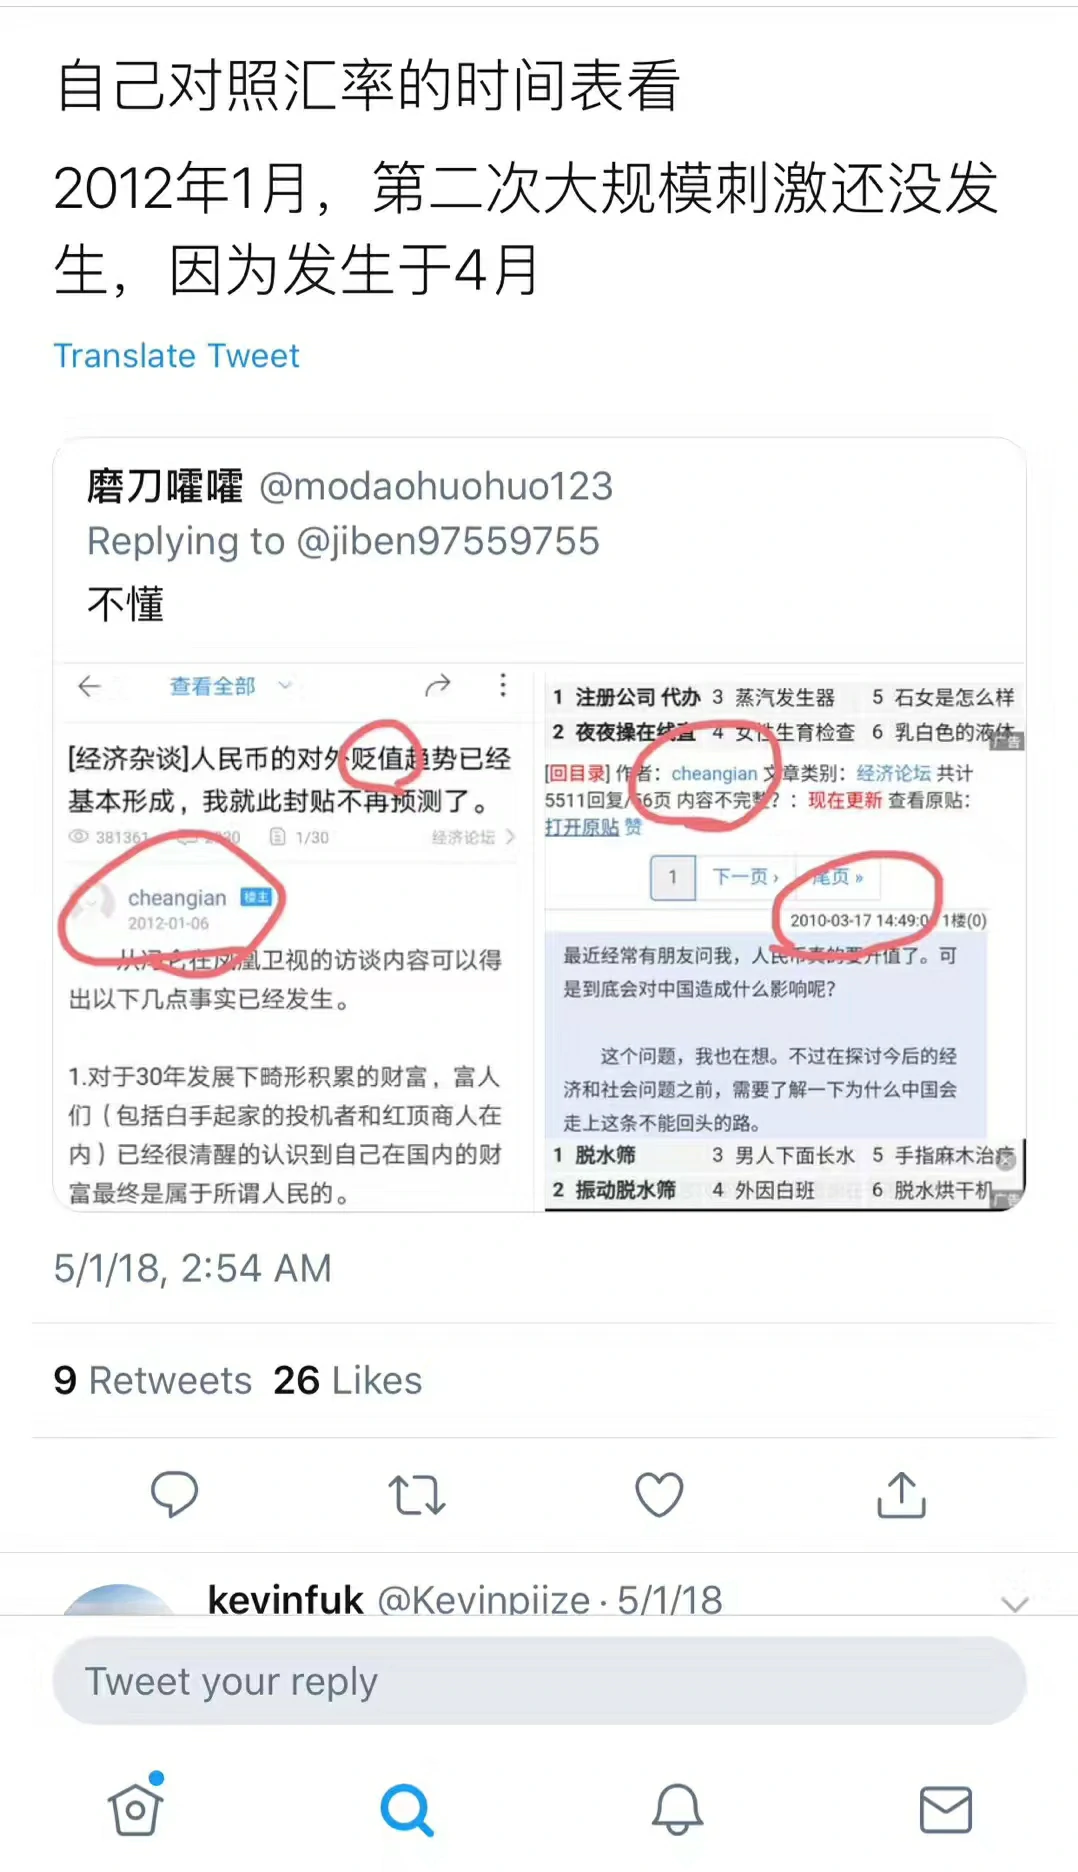 自己对照汇率的时间表看
2012年1月，第二次大规模刺激还没发
生，因为发生于4月
Translate Tweet
磨刀嚯嚯 @modaohuohuo123
Replying to @jiben97559755
不懂
查看全部
[经济杂谈]人民币的对外贬值趋势已经
基本形成，我就此封贴不再预测了。
381361 1/30 经济论坛
cheangian 楼主
2012-01-06
从冯仑在凤凰卫视的访谈内容可以得
出以下几点事实已经发生。
1.对于30年发展下畸形积累的财富，富人
们（包括白手起家的投机者和红顶商人在
内）已经很清醒的认识到自己在国内的财
富最终是属于所谓人民的。
1 注册公司 代办 3 蒸汽发生器 5 石女是怎么样
2 夜夜操在线直 4 女性生育检查 6 乳白色的液体
广告
[回目录] 作者：cheangian 文章类别：经济论坛 共计
5511回复/56页 内容不完整？：现在更新 查看原贴：
打开原贴 赞
1 下一页 › 尾页 »
2010-03-17 14:49:0 1楼(0)
最近经常有朋友问我，人民币真的要升值了。可
是到底会对中国造成什么影响呢？
这个问题，我也在想。不过在探讨今后的经
济和社会问题之前，需要了解一下为什么中国会
走上这条不能回头的路。
1 脱水筛 3 男人下面长水 5 手指麻木治疗
2 振动脱水筛 4 外因白班 6 脱水烘干机
广告
5/1/18, 2:54 AM
9 Retweets 26 Likes
kevinfuk @Kevinpiize · 5/1/18
Tweet your reply